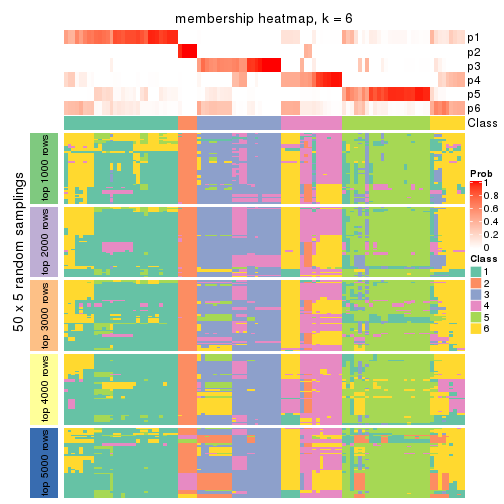 membership heatmap, k = 6
p1
p2
p3
p4
p5
p6
Class
50 x 5 random samplings
top 1000 rows
top 2000 rows
top 3000 rows
top 4000 rows
top 5000 rows
Prob
1
0.8
0.6
0.4
0.2
0
Class
1
2
3
4
5
6